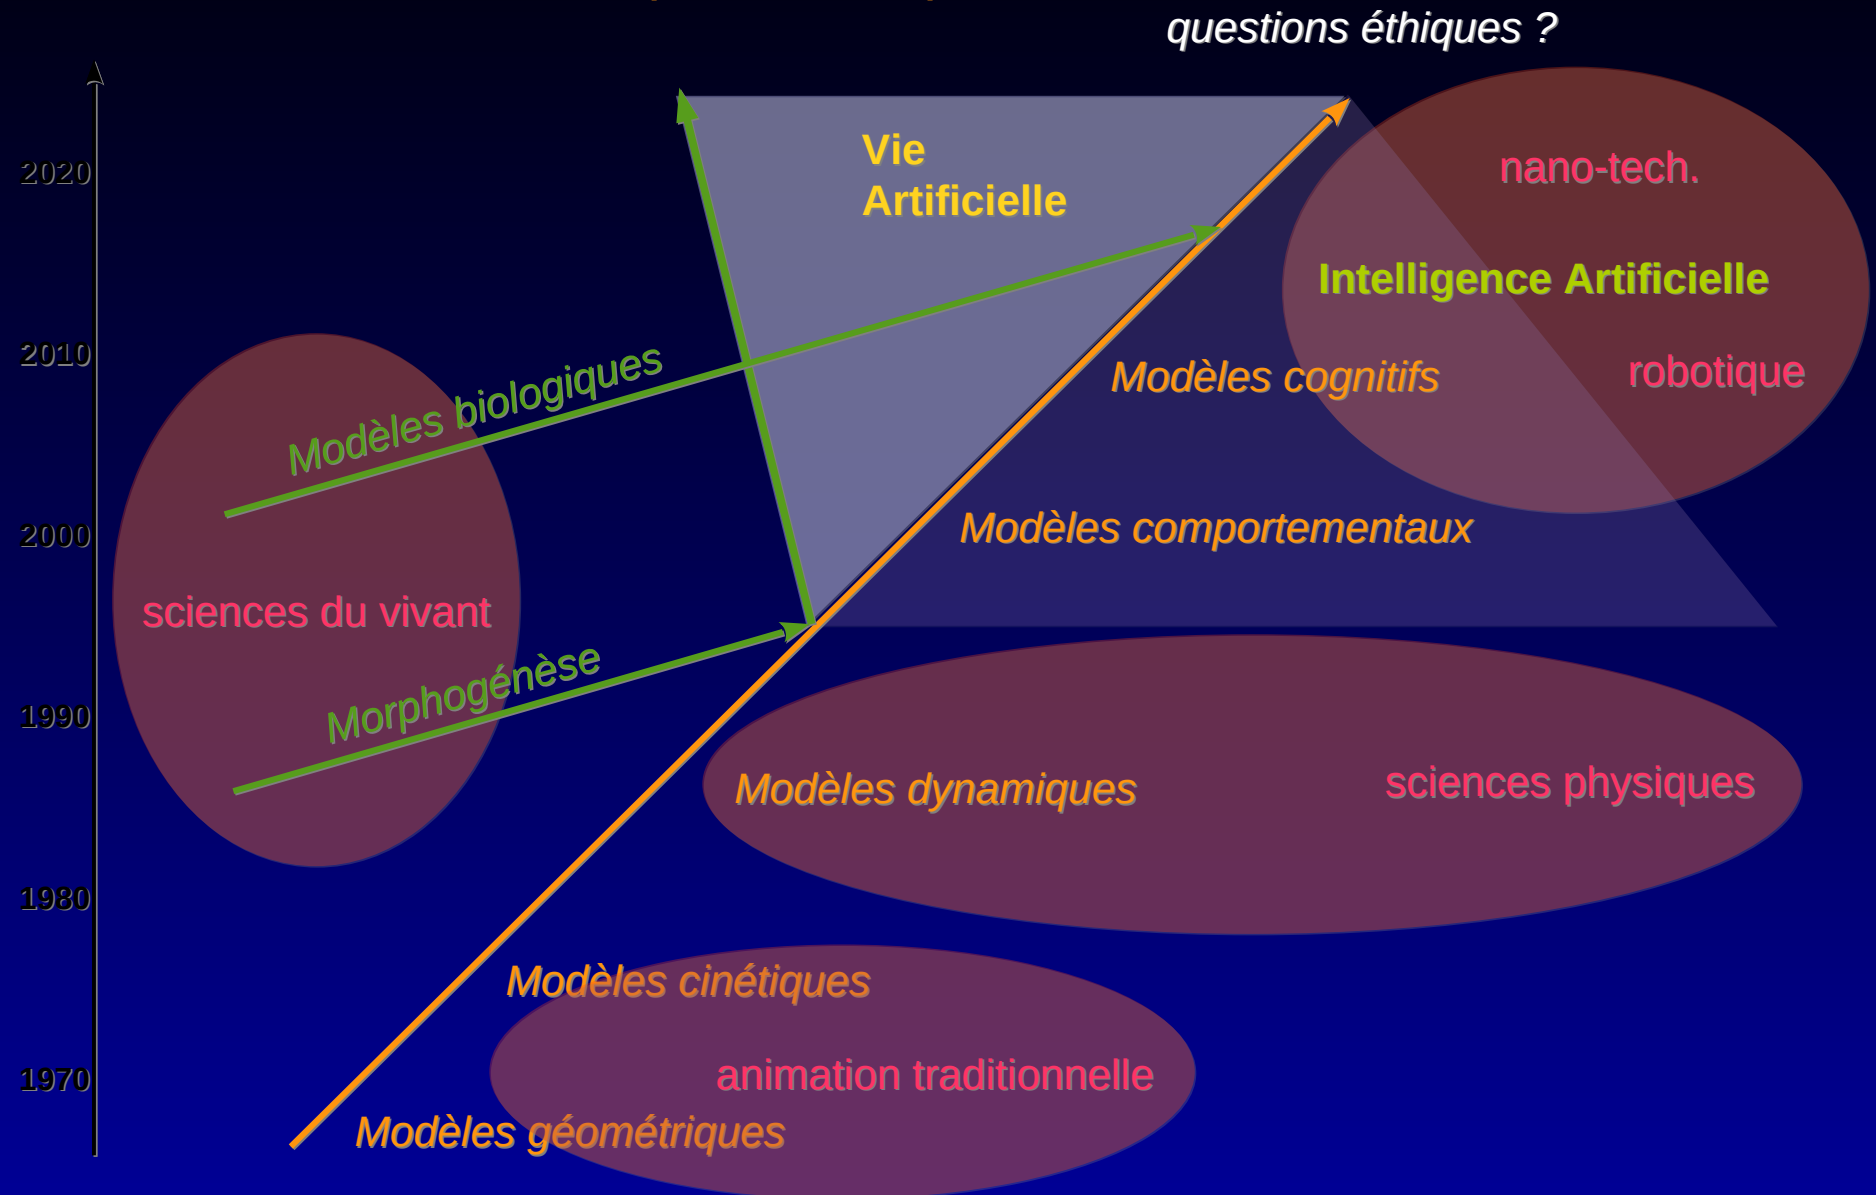 questions éthiques ?
Vie
Artificielle
nano-tech.
2020
Intelligence Artificielle
2010
Modèles biologiques
Modèles cognitifs
robotique
2000
Modèles comportementaux
sciences du vivant
Morphogénèse
1990
Modèles dynamiques
sciences physiques
1980
Modèles cinétiques
1970
animation traditionnelle
Modèles géométriques